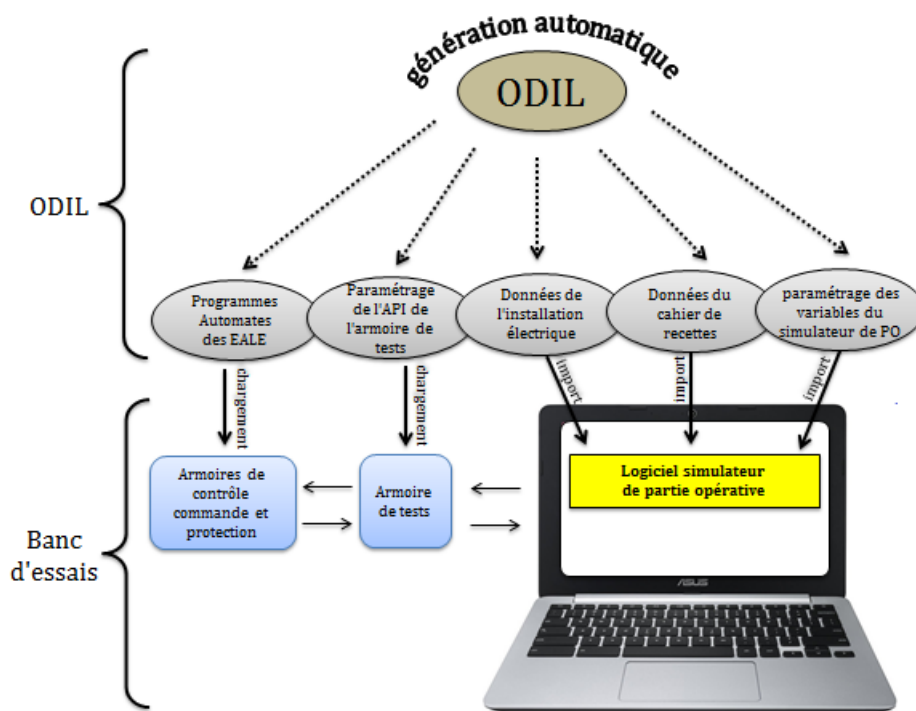 génération automatique
ODIL
ODIL
Programmes
Automates
des EALE
Paramétrage
de l'API de
l'armoire de
tests
Données de
l'installation
électrique
Données du
cahier de
recettes
paramétrage des
variables du
simulateur de PO
chargement
chargement
import
import
import
Banc
d'essais
Armoires de
contrôle
commande et
protection
Armoire
de tests
Logiciel simulateur
de partie opérative
ASUS